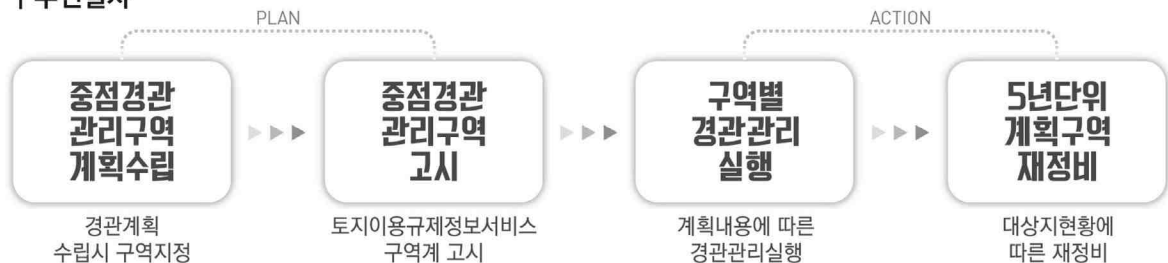 PLAN
ACTION
중점경관
관리구역
계획수립
중점경관
관리구역
고시
구역별
경관관리
실행
5년단위
계획구역
재정비
경관계획
수립시 구역지정
토지이용규제정보서비스
구역계 고시
계획내용에 따른
경관관리실행
대상지현황에
따른 재정비